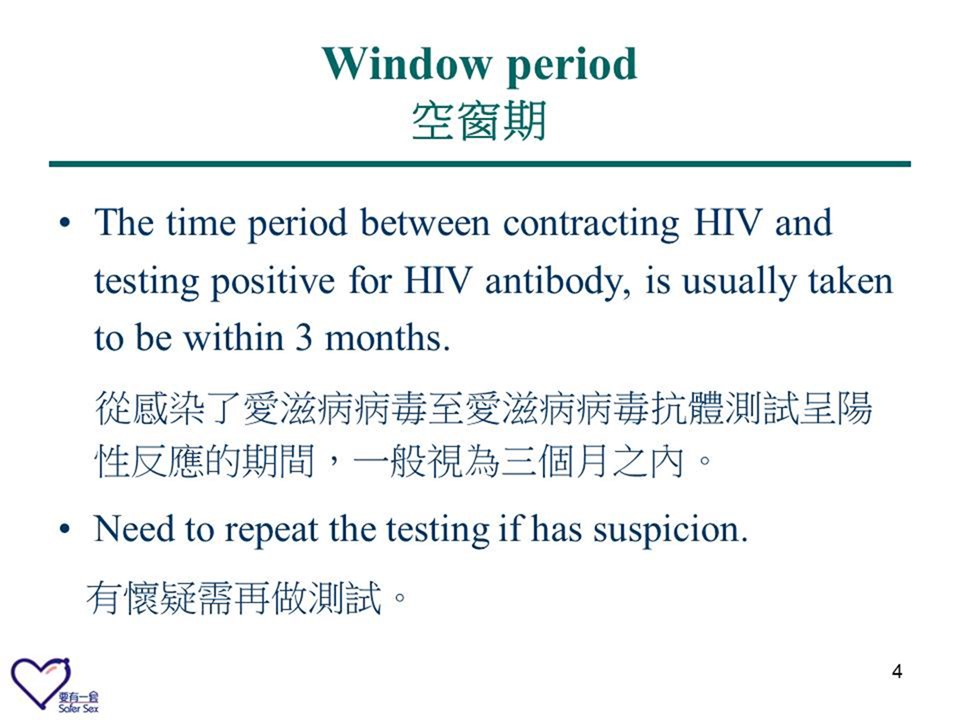 Window period
空窗期
• The time period between contracting HIV and
testing positive for HIV antibody, is usually taken
to be within 3 months.
從感染了愛滋病病毒至愛滋病病毒抗體測試呈陽
性反應的期間，一般視為三個月之內。
• Need to repeat the testing if has suspicion.
有懷疑需再做測試。
4
要有一套
Safer Sex